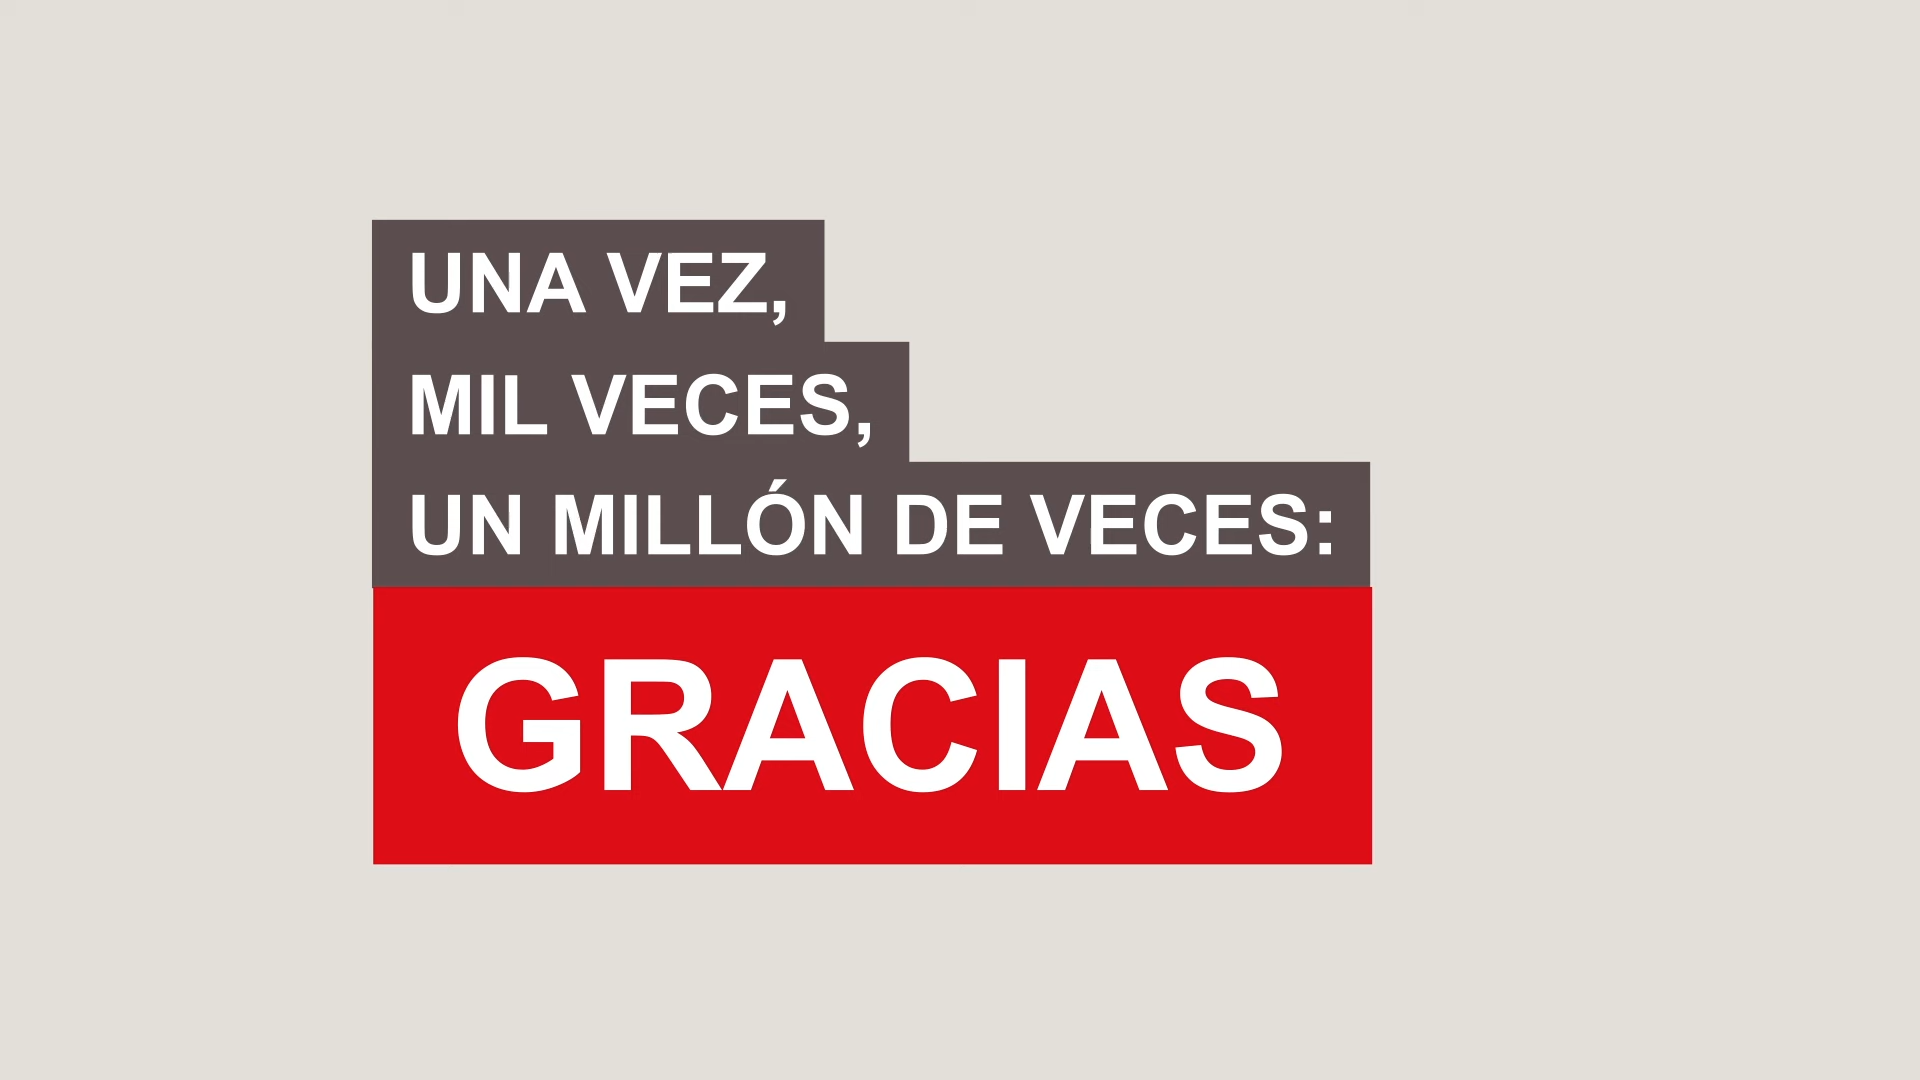 UNA VEZ,
MIL VECES,
UN MILLÓN DE VECES:
GRACIAS